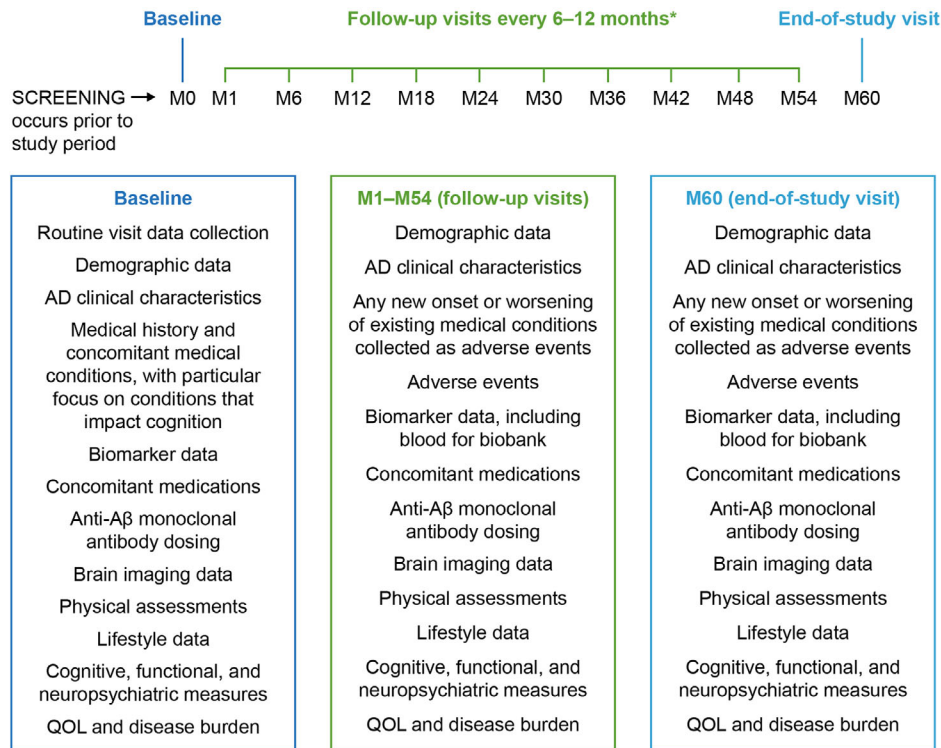 Baseline
Follow-up visits every 6–12 months*
End-of-study visit
SCREENING → M0 M1 M6 M12 M18 M24 M30 M36 M42 M48 M54 M60
occurs prior to
study period
Baseline
Routine visit data collection
Demographic data
AD clinical characteristics
Medical history and
concomitant medical
conditions, with particular
focus on conditions that
impact cognition
Biomarker data
Concomitant medications
Anti-Aβ monoclonal
antibody dosing
Brain imaging data
Physical assessments
Lifestyle data
Cognitive, functional, and
neuropsychiatric measures
QOL and disease burden
M1–M54 (follow-up visits)
Demographic data
AD clinical characteristics
Any new onset or worsening
of existing medical conditions
collected as adverse events
Adverse events
Biomarker data, including
blood for biobank
Concomitant medications
Anti-Aβ monoclonal
antibody dosing
Brain imaging data
Physical assessments
Lifestyle data
Cognitive, functional, and
neuropsychiatric measures
QOL and disease burden
M60 (end-of-study visit)
Demographic data
AD clinical characteristics
Any new onset or worsening
of existing medical conditions
collected as adverse events
Adverse events
Biomarker data, including
blood for biobank
Concomitant medications
Anti-Aβ monoclonal
antibody dosing
Brain imaging data
Physical assessments
Lifestyle data
Cognitive, functional, and
neuropsychiatric measures
QOL and disease burden